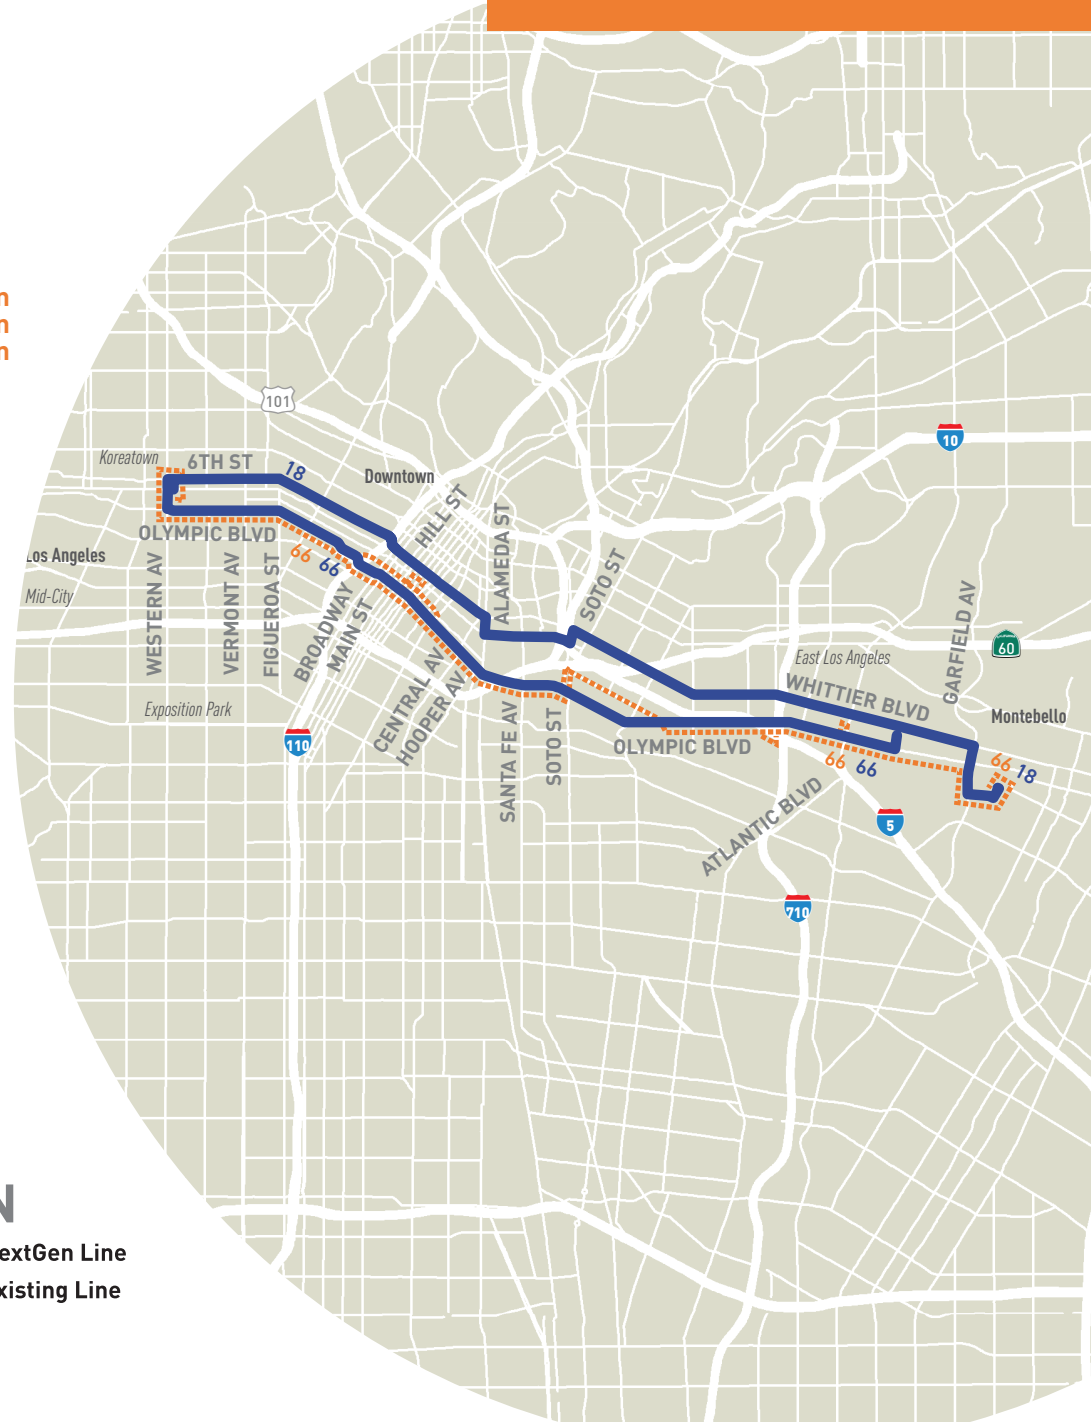 n
n
n
101
10
Koreatown
6TH ST
18
Downtown
HILL ST
ALAMEDA ST
OLYMPIC BLVD
66
66
Los Angeles
SOTO ST
Mid-City
WESTERN AV
VERMONT AV
FIGUEROA ST
BROADWAY
MAIN ST
GARFIELD AV
60
East Los Angeles
WHITTIER BLVD
Exposition Park
CENTRAL AV
HOOPER AV
Montebello
110
SANTA FE AV
SOTO ST
OLYMPIC BLVD
66
66
66
18
ATLANTIC BLVD
5
710
N
extGen Line
xisting Line